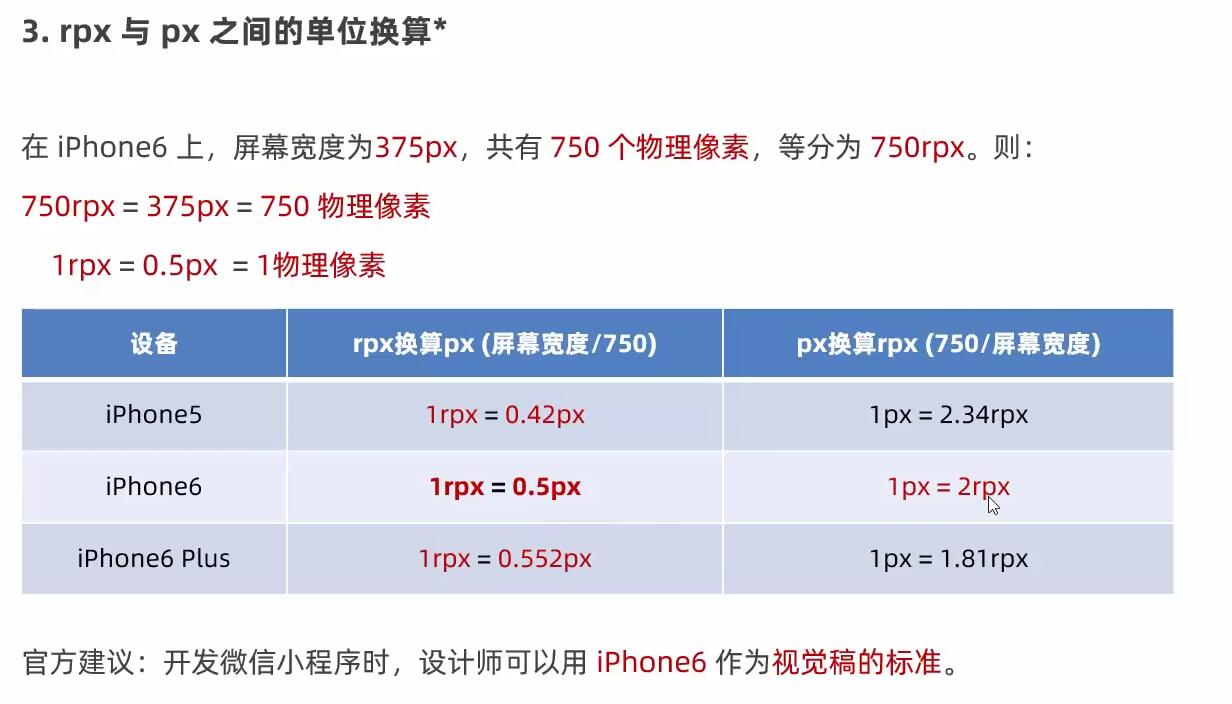 3. rpx 与 px 之间的单位换算*
在 iPhone6 上，屏幕宽度为375px，共有 750 个物理像素，等分为 750rpx。则：
750rpx = 375px = 750 物理像素
1rpx = 0.5px = 1物理像素
设备 rpx换算px (屏幕宽度/750) px换算rpx (750/屏幕宽度)
iPhone5 1rpx = 0.42px 1px = 2.34rpx
iPhone6 1rpx = 0.5px 1px = 2rpx
iPhone6 Plus 1rpx = 0.552px 1px = 1.81rpx
官方建议：开发微信小程序时，设计师可以用 iPhone6 作为视觉稿的标准。